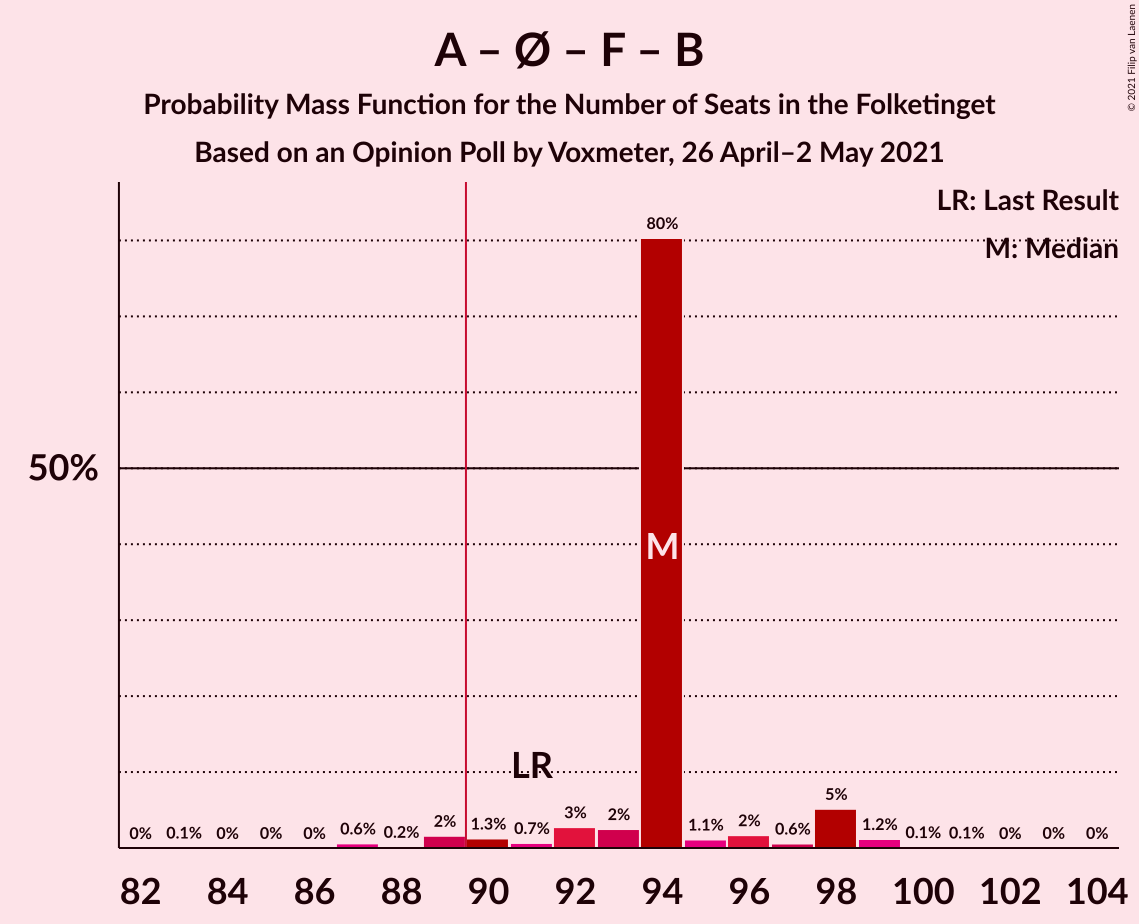 A – Ø – F – B
Probability Mass Function for the Number of Seats in the Folketinget
Based on an Opinion Poll by Voxmeter, 26 April–2 May 2021
© 2021 Filip van Laenen
LR: Last Result
M: Median
80%
50%
M
LR
0% 0.1% 0% 0% 0% 0.6% 0.2% 2% 1.3% 0.7% 3% 2% 1.1% 2% 0.6% 5% 1.2% 0.1% 0.1% 0% 0% 0%
82 84 86 88 90 92 94 96 98 100 102 104